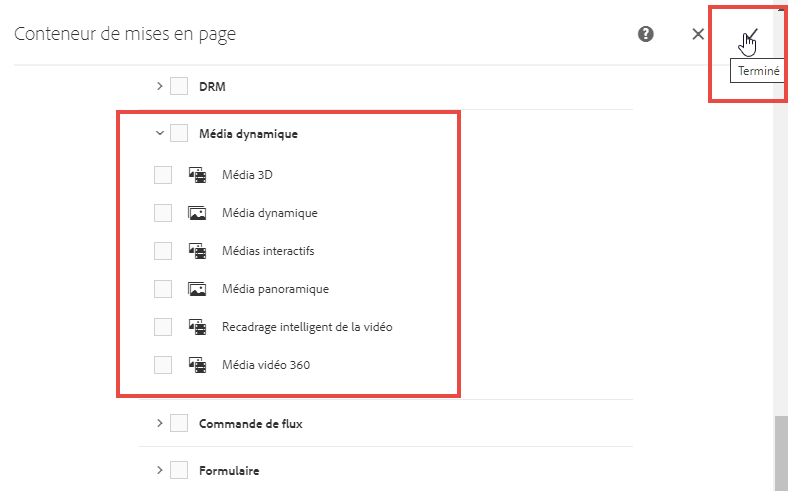 Conteneur de mises en page
?
Terminé
DRM
Média dynamique
Média 3D
Média dynamique
Médias interactifs
Média panoramique
Recadrage intelligent de la vidéo
Média vidéo 360
Commande de flux
Formulaire